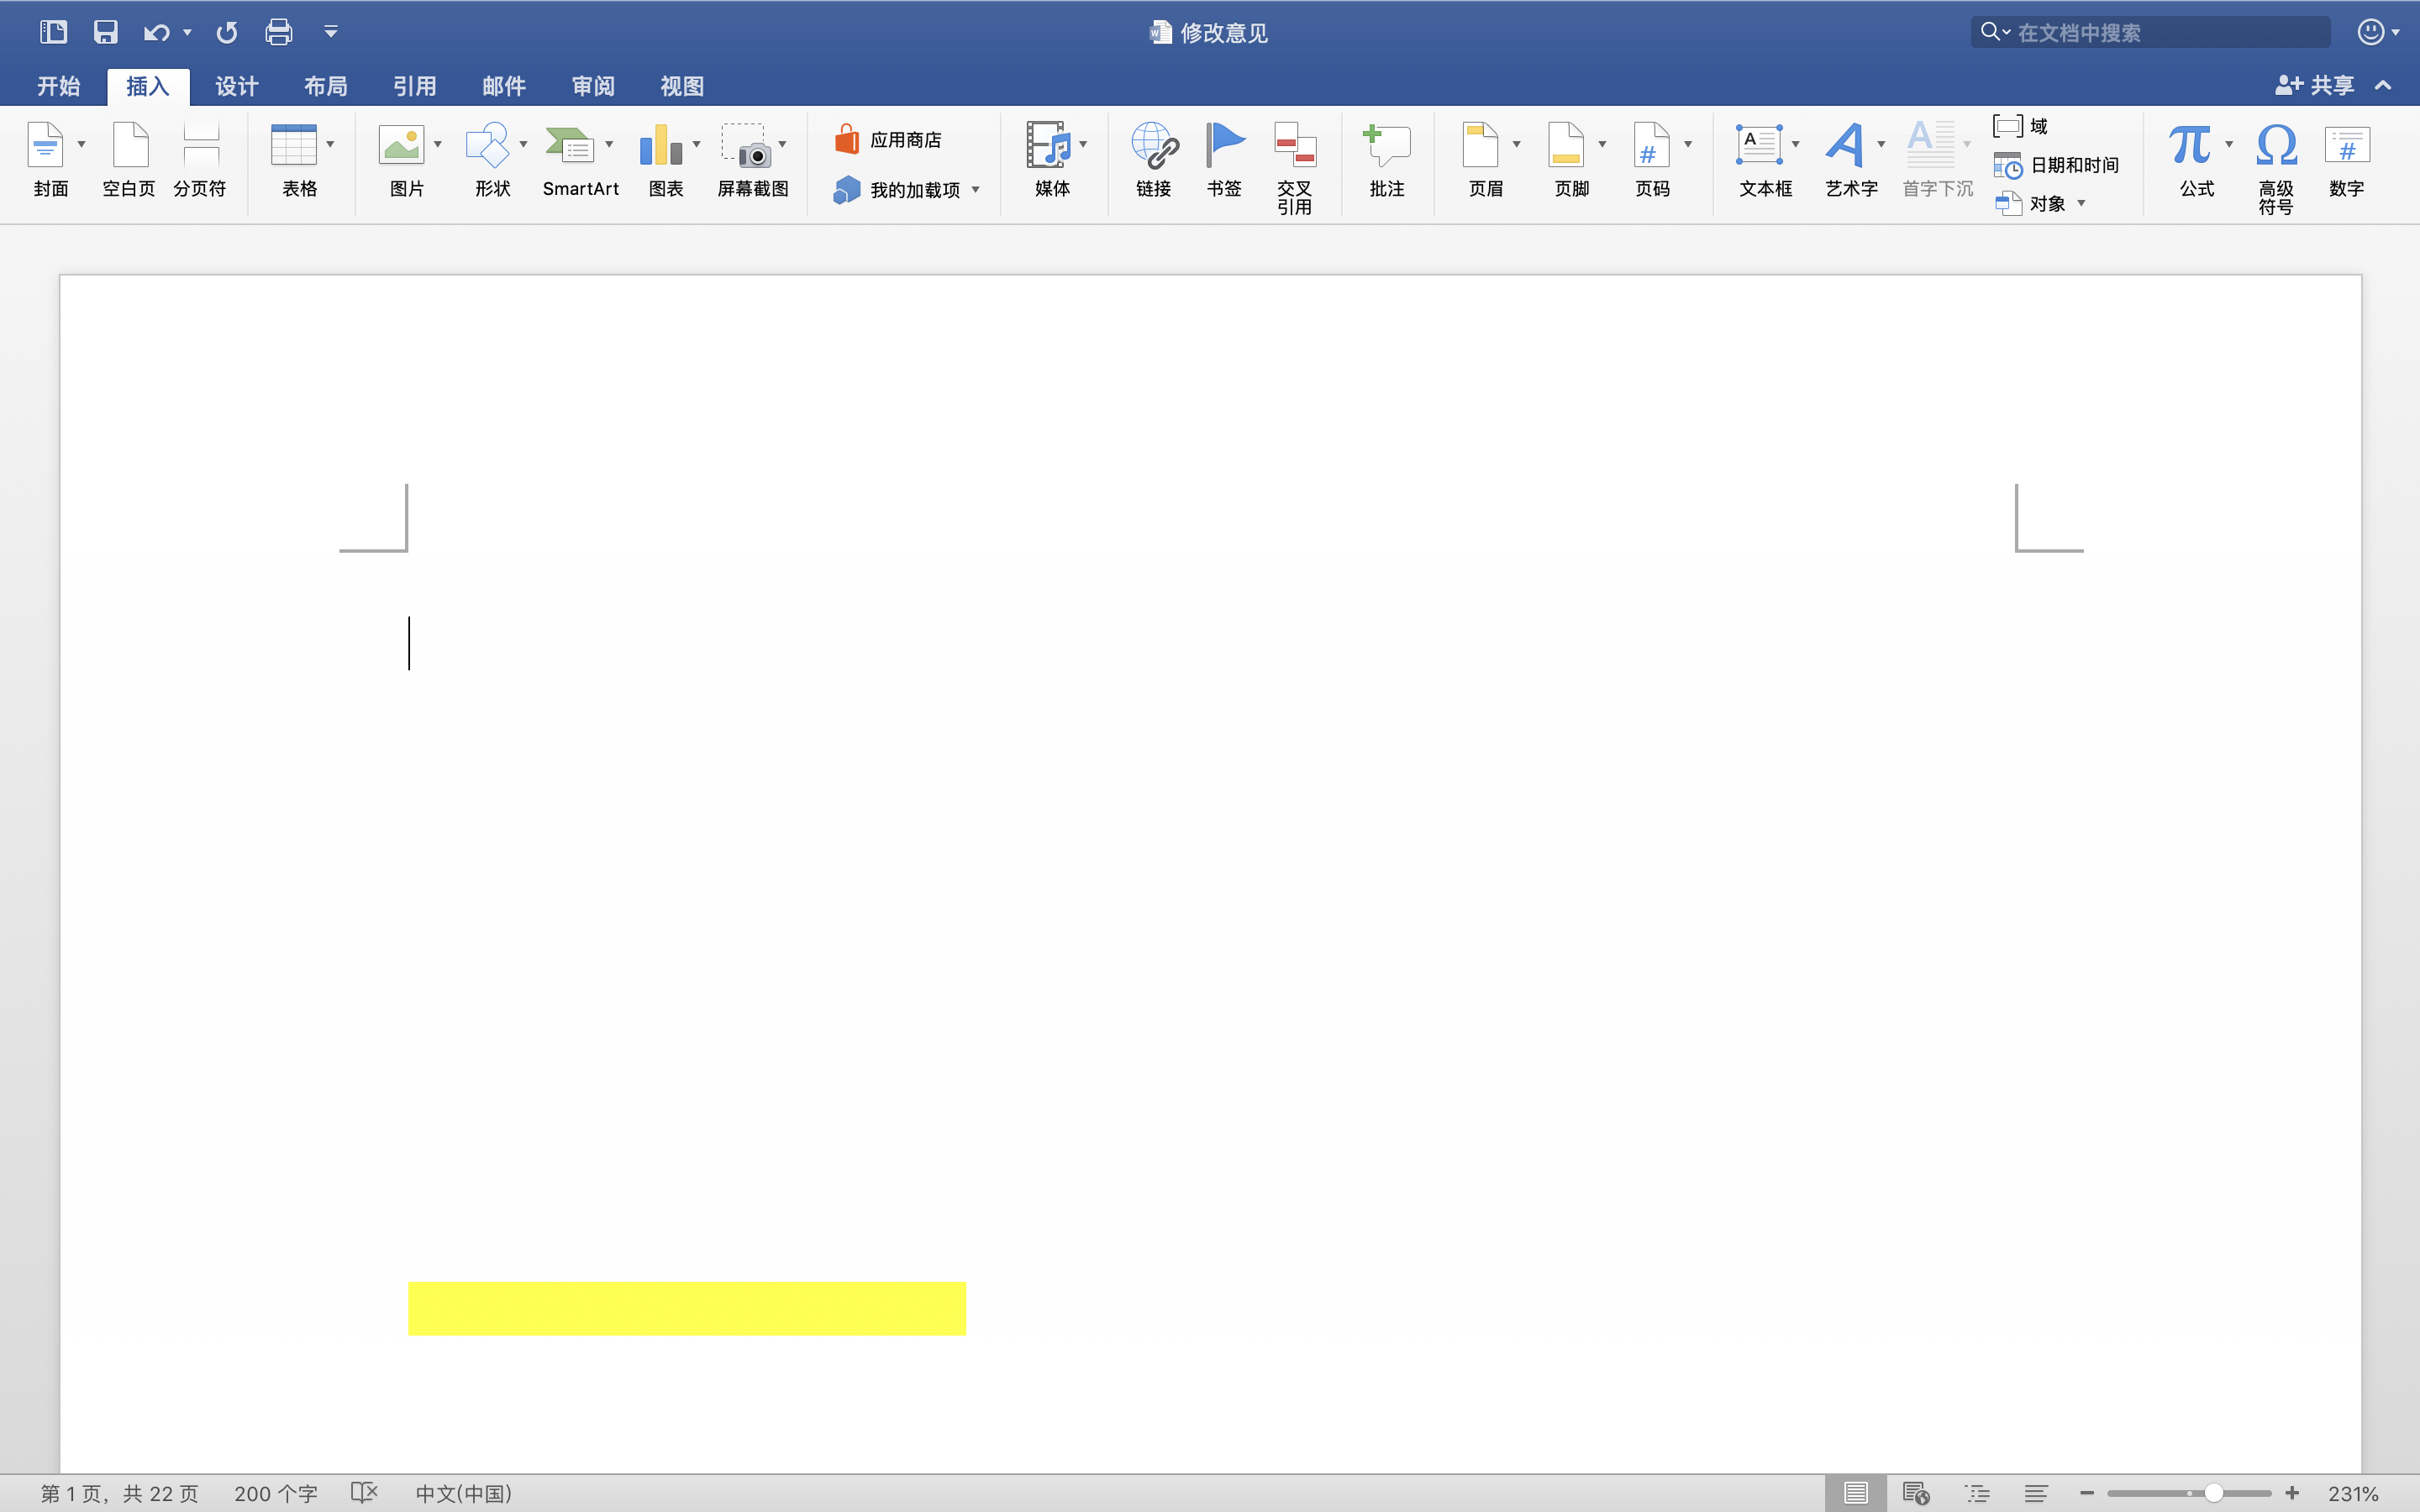 修改意见
在文档中搜索
开始 插入 设计 布局 引用 邮件 审阅 视图
共享
封面 空白页 分页符 表格 图片 形状 SmartArt 图表 屏幕截图
应用商店
我的加载项
媒体 链接 书签 交叉引用 批注 页眉 页脚 页码 文本框 艺术字 首字下沉
域
日期和时间
对象
公式 高级符号 数字
第 1 页，共 22 页 200 个字 中文(中国) 231%